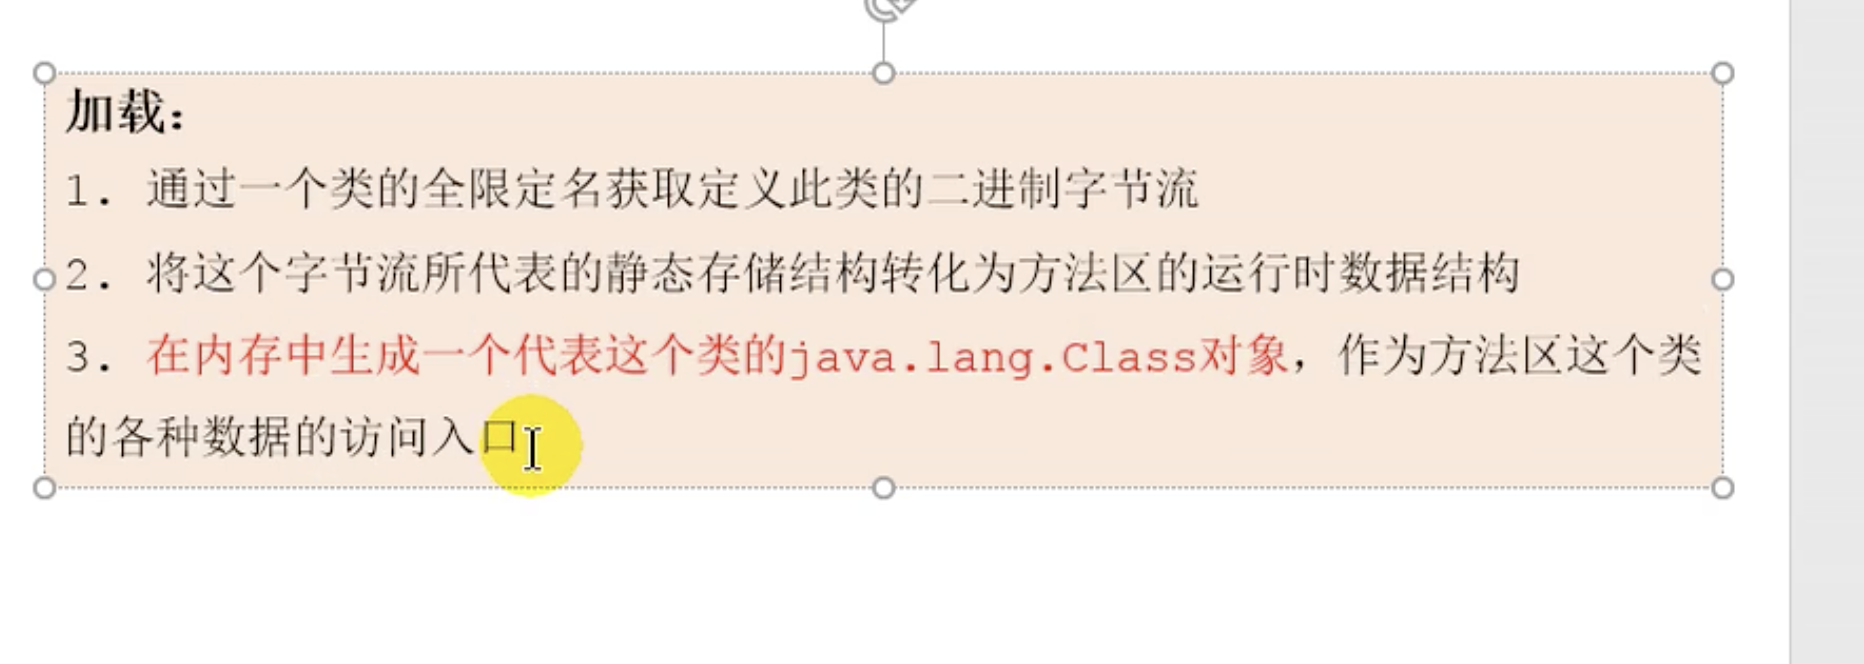 加载：
1. 通过一个类的全限定名获取定义此类的二进制字节流
2. 将这个字节流所代表的静态存储结构转化为方法区的运行时数据结构
3. 在内存中生成一个代表这个类的java.lang.Class对象，作为方法区这个类
的各种数据的访问入口